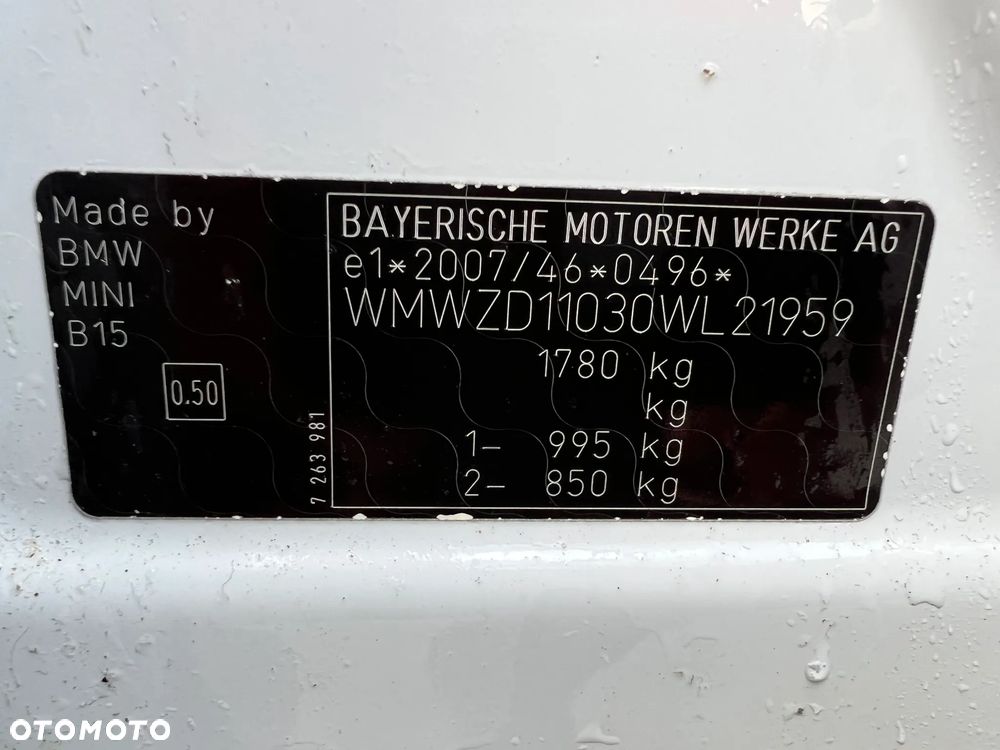 Made by
BMW
MINI
B15
0.50
7 263 981
BAYERISCHE MOTOREN WERKE AG
e1*2007/46*0496*
WMWZD11030WL21959
1780 kg
kg
1- 995 kg
2- 850 kg
OTOMOTO